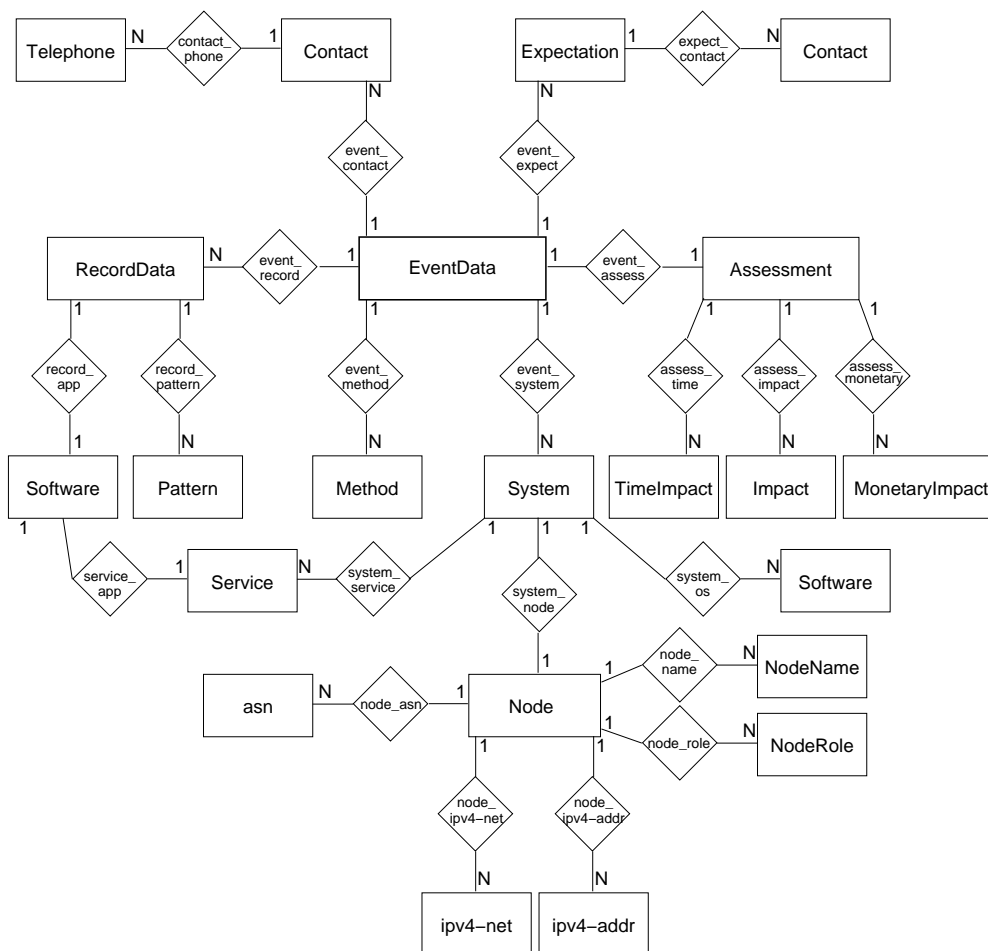 Telephone N contact_ 1 Contact Expectation 1 expect_ N Contact
phone contact
N N
event_ event_
contact expect
1 1
RecordData N event_ 1 EventData 1 event_ 1 Assessment
record assess
1 1 1 1 1 1 1
record_ record_ event_ event_ assess_ assess_ assess_
app pattern method system time impact monetary
1 N N N N N N
Software Pattern Method System TimeImpact Impact MonetaryImpact
1 1 1 1
service_ 1 Service N system_ system_ N Software
app service os
system_
node
1 1 node_ N NodeName
name
asn N node_asn 1 Node
1 node_role N NodeRole
1 1
node_ node_
ipv4−net ipv4−addr
N N
ipv4−net ipv4−addr